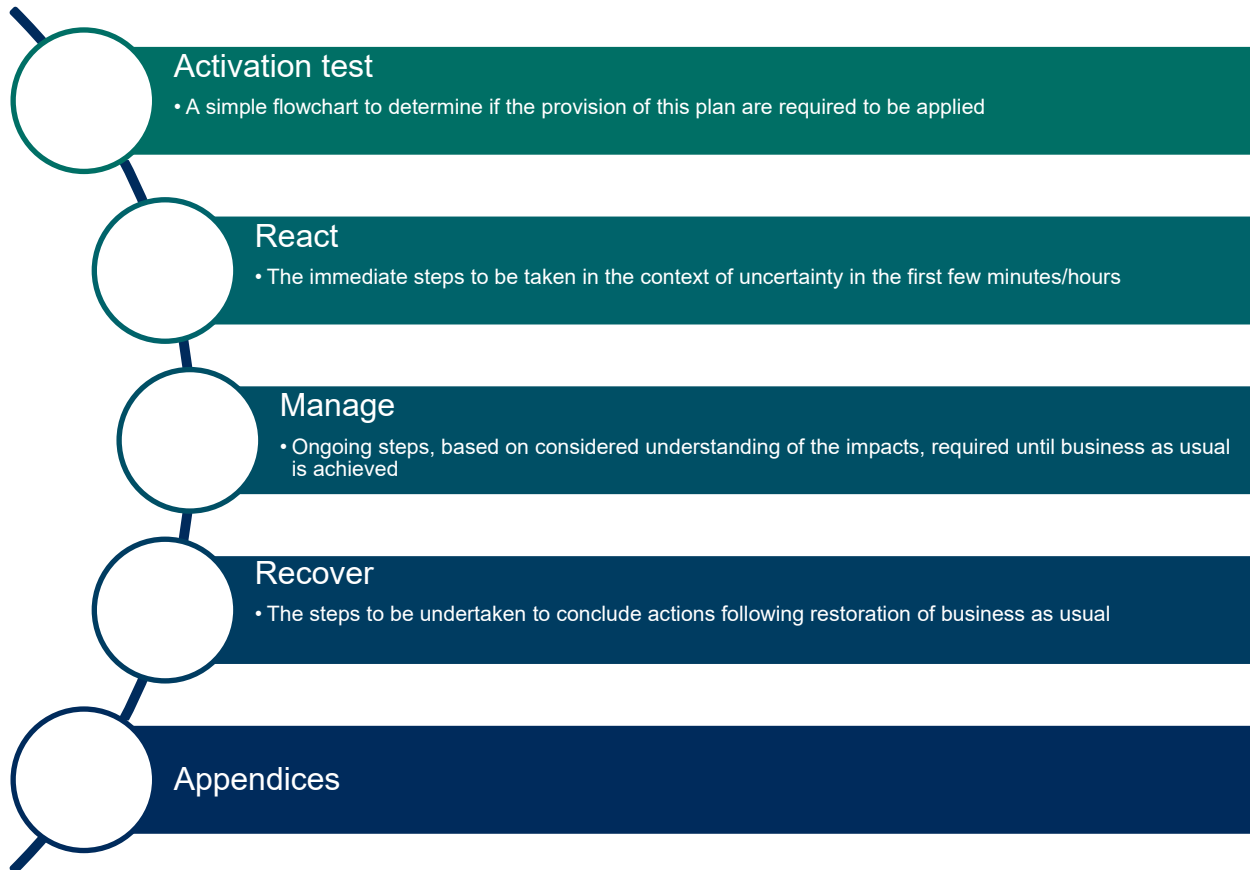 Activation test
• A simple flowchart to determine if the provision of this plan are required to be applied
React
• The immediate steps to be taken in the context of uncertainty in the first few minutes/hours
Manage
• Ongoing steps, based on considered understanding of the impacts, required until business as usual
is achieved
Recover
• The steps to be undertaken to conclude actions following restoration of business as usual
Appendices